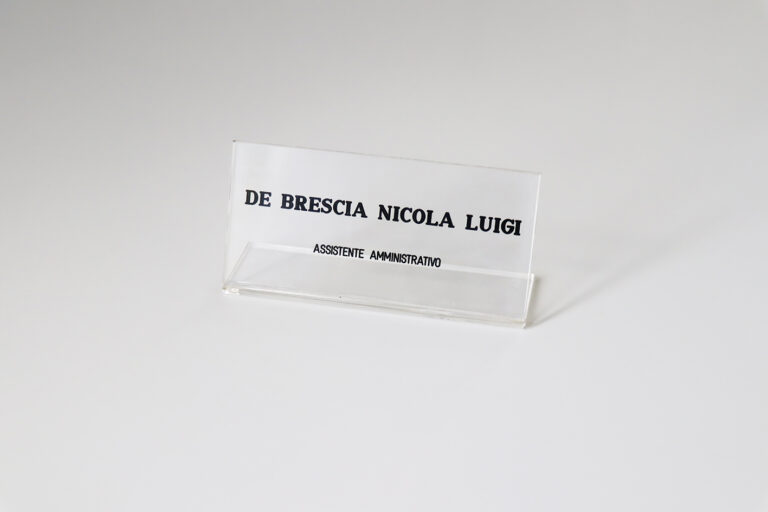 DE BRESCIA NICOLA LUIGI
ASSISTENTE AMMINISTRATIVO